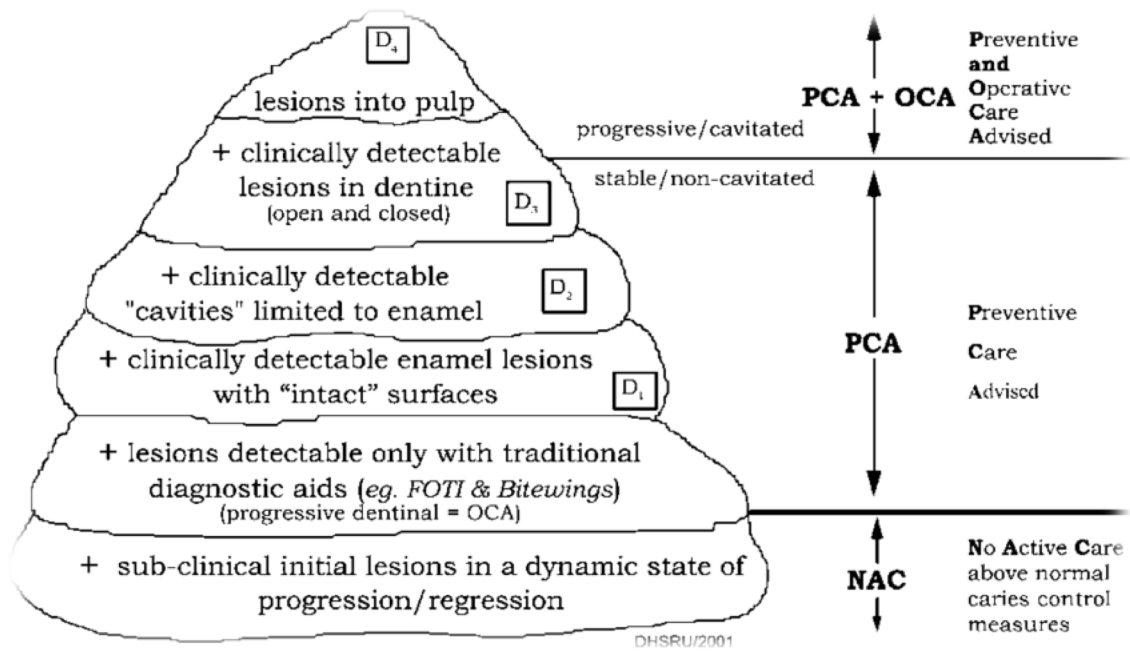 D4
lesions into pulp
+ clinically detectable
lesions in dentine
(open and closed)
D3
+ clinically detectable
"cavities" limited to enamel
D2
+ clinically detectable enamel lesions
with “intact” surfaces
D1
+ lesions detectable only with traditional
diagnostic aids (eg. FOTI & Bitewings)
(progressive dentinal = OCA)
+ sub-clinical initial lesions in a dynamic state of
progression/regression
DHSRU/2001
PCA + OCA
progressive/cavitated
stable/non-cavitated
Preventive
and
Operative
Care
Advised
PCA
Preventive
Care
Advised
NAC
No Active Care
above normal
caries control
measures